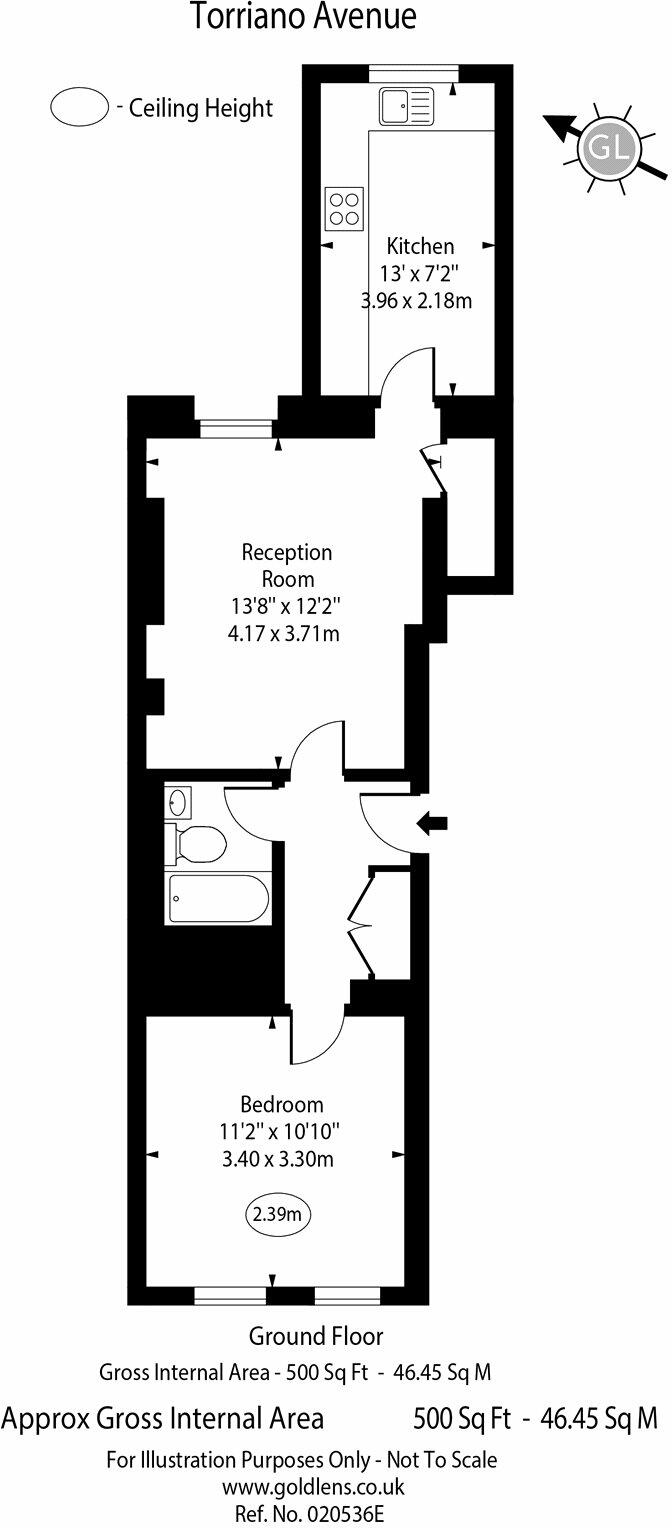 Torriano Avenue
- Ceiling Height
GL
Kitchen
13' x 7'2"
3.96 x 2.18m
Reception
Room
13'8" x 12'2"
4.17 x 3.71m
Bedroom
11'2" x 10'10"
3.40 x 3.30m
2.39m
Ground Floor
Gross Internal Area - 500 Sq Ft - 46.45 Sq M
Approx Gross Internal Area 500 Sq Ft - 46.45 Sq M
For Illustration Purposes Only - Not To Scale
www.goldlens.co.uk
Ref. No. 020536E